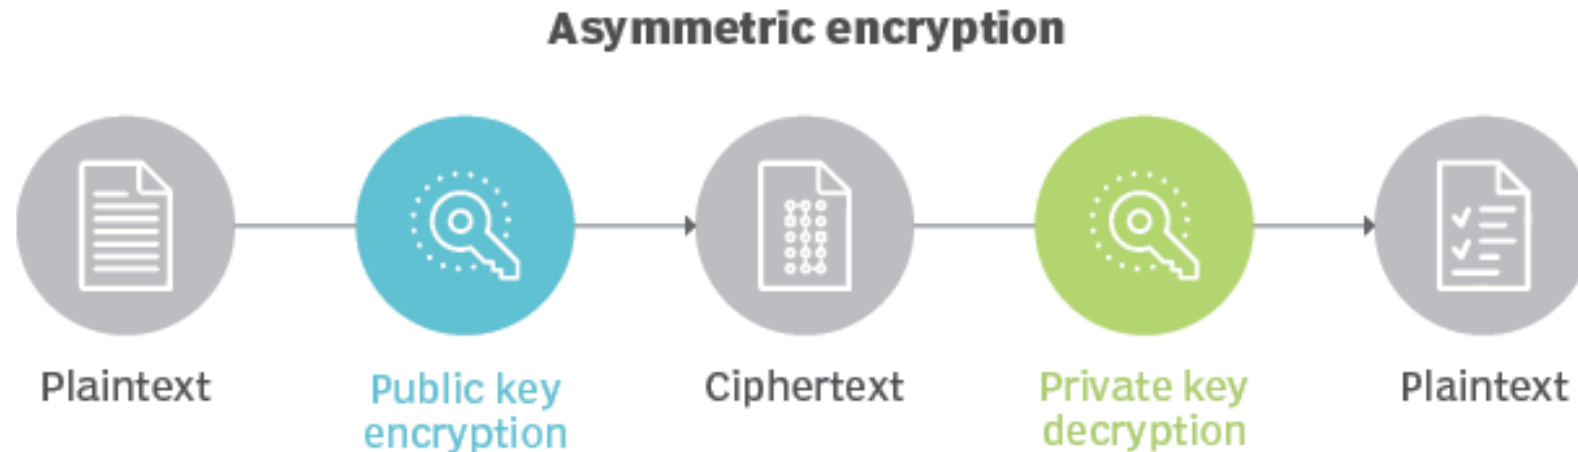 Asymmetric encryption
Plaintext
Public key
encryption
Ciphertext
Private key
decryption
Plaintext